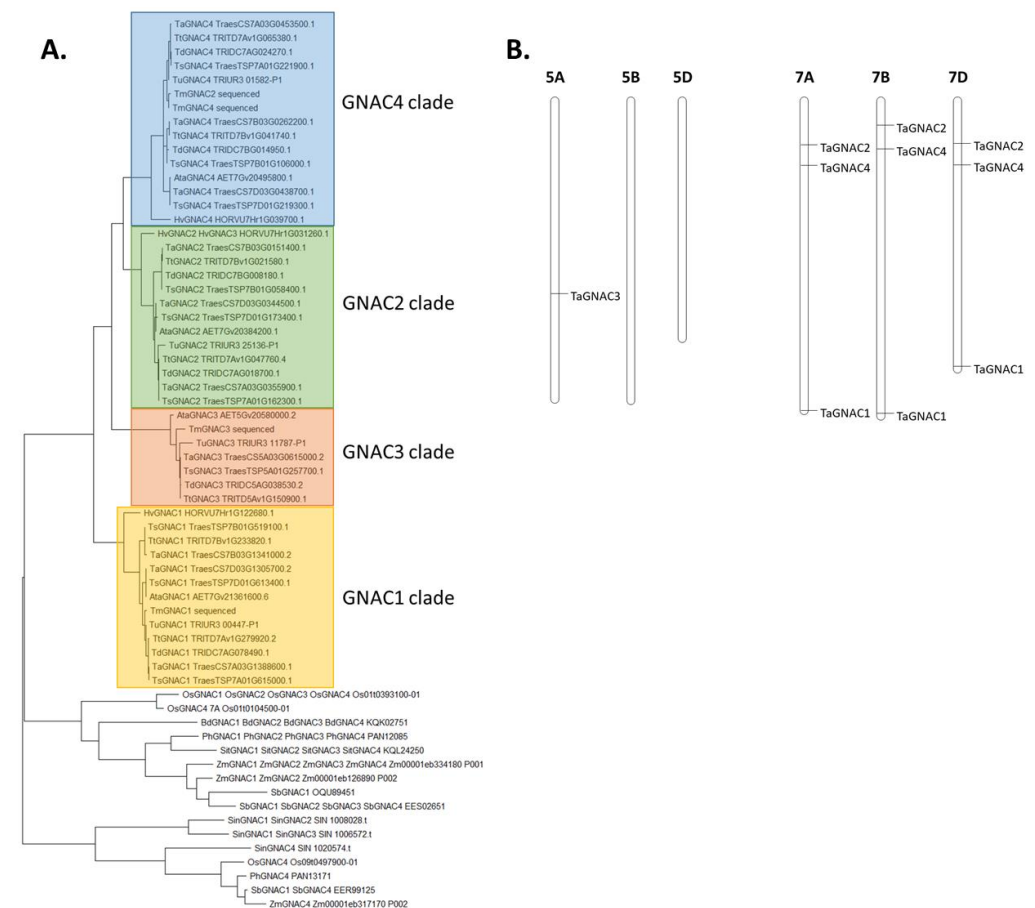 A.
TaGNAC4 TraesCS7A03G0453500.1
TtGNAC4 TRITD7Av1G065380.1
TdGNAC4 TRIDC7AG024270.1
TsGNAC4 TraesTSP7A01G221900.1
TuGNAC4 TRIUR3 01582-P1
TmGNAC2 sequenced
TmGNAC4 sequenced
TaGNAC4 TraesCS7B03G0262200.1
TtGNAC4 TRITD7Bv1G041740.1
TdGNAC4 TRIDC7BG014950.1
TsGNAC4 TraesTSP7B01G106000.1
AtaGNAC4 AET7Gv20495800.1
TaGNAC4 TraesCS7D03G0438700.1
TsGNAC4 TraesTSP7D01G219300.1
HvGNAC4 HORVU7Hr1G039700.1
GNAC4 clade
HvGNAC2 HvGNAC3 HORVU7Hr1G031260.1
TaGNAC2 TraesCS7B03G0151400.1
TtGNAC2 TRITD7Bv1G021580.1
TdGNAC2 TRIDC7BG008180.1
TsGNAC2 TraesTSP7B01G058400.1
TaGNAC2 TraesCS7D03G0344500.1
TsGNAC2 TraesTSP7D01G173400.1
AtaGNAC2 AET7Gv20384200.1
TuGNAC2 TRIUR3 25136-P1
TtGNAC2 TRITD7Av1G047760.4
TdGNAC2 TRIDC7AG018700.1
TaGNAC2 TraesCS7A03G0355900.1
TsGNAC2 TraesTSP7A01G162300.1
GNAC2 clade
AtaGNAC3 AET5Gv20580000.2
TmGNAC3 sequenced
TuGNAC3 TRIUR3 11787-P1
TaGNAC3 TraesCS5A03G0615000.2
TsGNAC3 TraesTSP5A01G257700.1
TdGNAC3 TRIDC5AG038530.2
TtGNAC3 TRITD5Av1G150900.1
GNAC3 clade
HvGNAC1 HORVU7Hr1G122680.1
TsGNAC1 TraesTSP7B01G519100.1
TtGNAC1 TRITD7Bv1G233820.1
TaGNAC1 TraesCS7B03G1341000.2
TaGNAC1 TraesCS7D03G1305700.2
TsGNAC1 TraesTSP7D01G613400.1
AtaGNAC1 AET7Gv21361600.6
TmGNAC1 sequenced
TuGNAC1 TRIUR3 00447-P1
TtGNAC1 TRITD7Av1G279920.2
TdGNAC1 TRIDC7AG078490.1
TaGNAC1 TraesCS7A03G1388600.1
TsGNAC1 TraesTSP7A01G615000.1
GNAC1 clade
OsGNAC1 OsGNAC2 OsGNAC3 OsGNAC4 Os01t0393100-01
OsGNAC4 7A Os01t0104500-01
BdGNAC1 BdGNAC2 BdGNAC3 BdGNAC4 KQK02751
PhGNAC1 PhGNAC2 PhGNAC3 PhGNAC4 PAN12085
SitGNAC1 SitGNAC2 SitGNAC3 SitGNAC4 KQL24250
ZmGNAC1 ZmGNAC2 ZmGNAC3 ZmGNAC4 Zm00001eb334180 P001
ZmGNAC1 ZmGNAC2 Zm00001eb126890 P002
SbGNAC1 OQU89451
SbGNAC1 SbGNAC2 SbGNAC3 SbGNAC4 EES02651
SinGNAC1 SinGNAC2 SIN 1008028.t
SinGNAC1 SinGNAC3 SIN 1006572.t
SinGNAC4 SIN 1020574.t
OsGNAC4 Os09t0497900-01
PhGNAC4 PAN13171
SbGNAC1 SbGNAC4 EER99125
ZmGNAC4 Zm00001eb317170 P002
B.
5A 5B 5D 7A 7B 7D
TaGNAC3
TaGNAC2
TaGNAC4
TaGNAC1
TaGNAC2
TaGNAC4
TaGNAC1
TaGNAC2
TaGNAC4
TaGNAC1